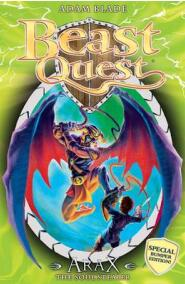 ADAM BLADE
Beast
Quest
®
SPECIAL
BUMPER
EDITION!
ARAX
THE SOUL STEALER